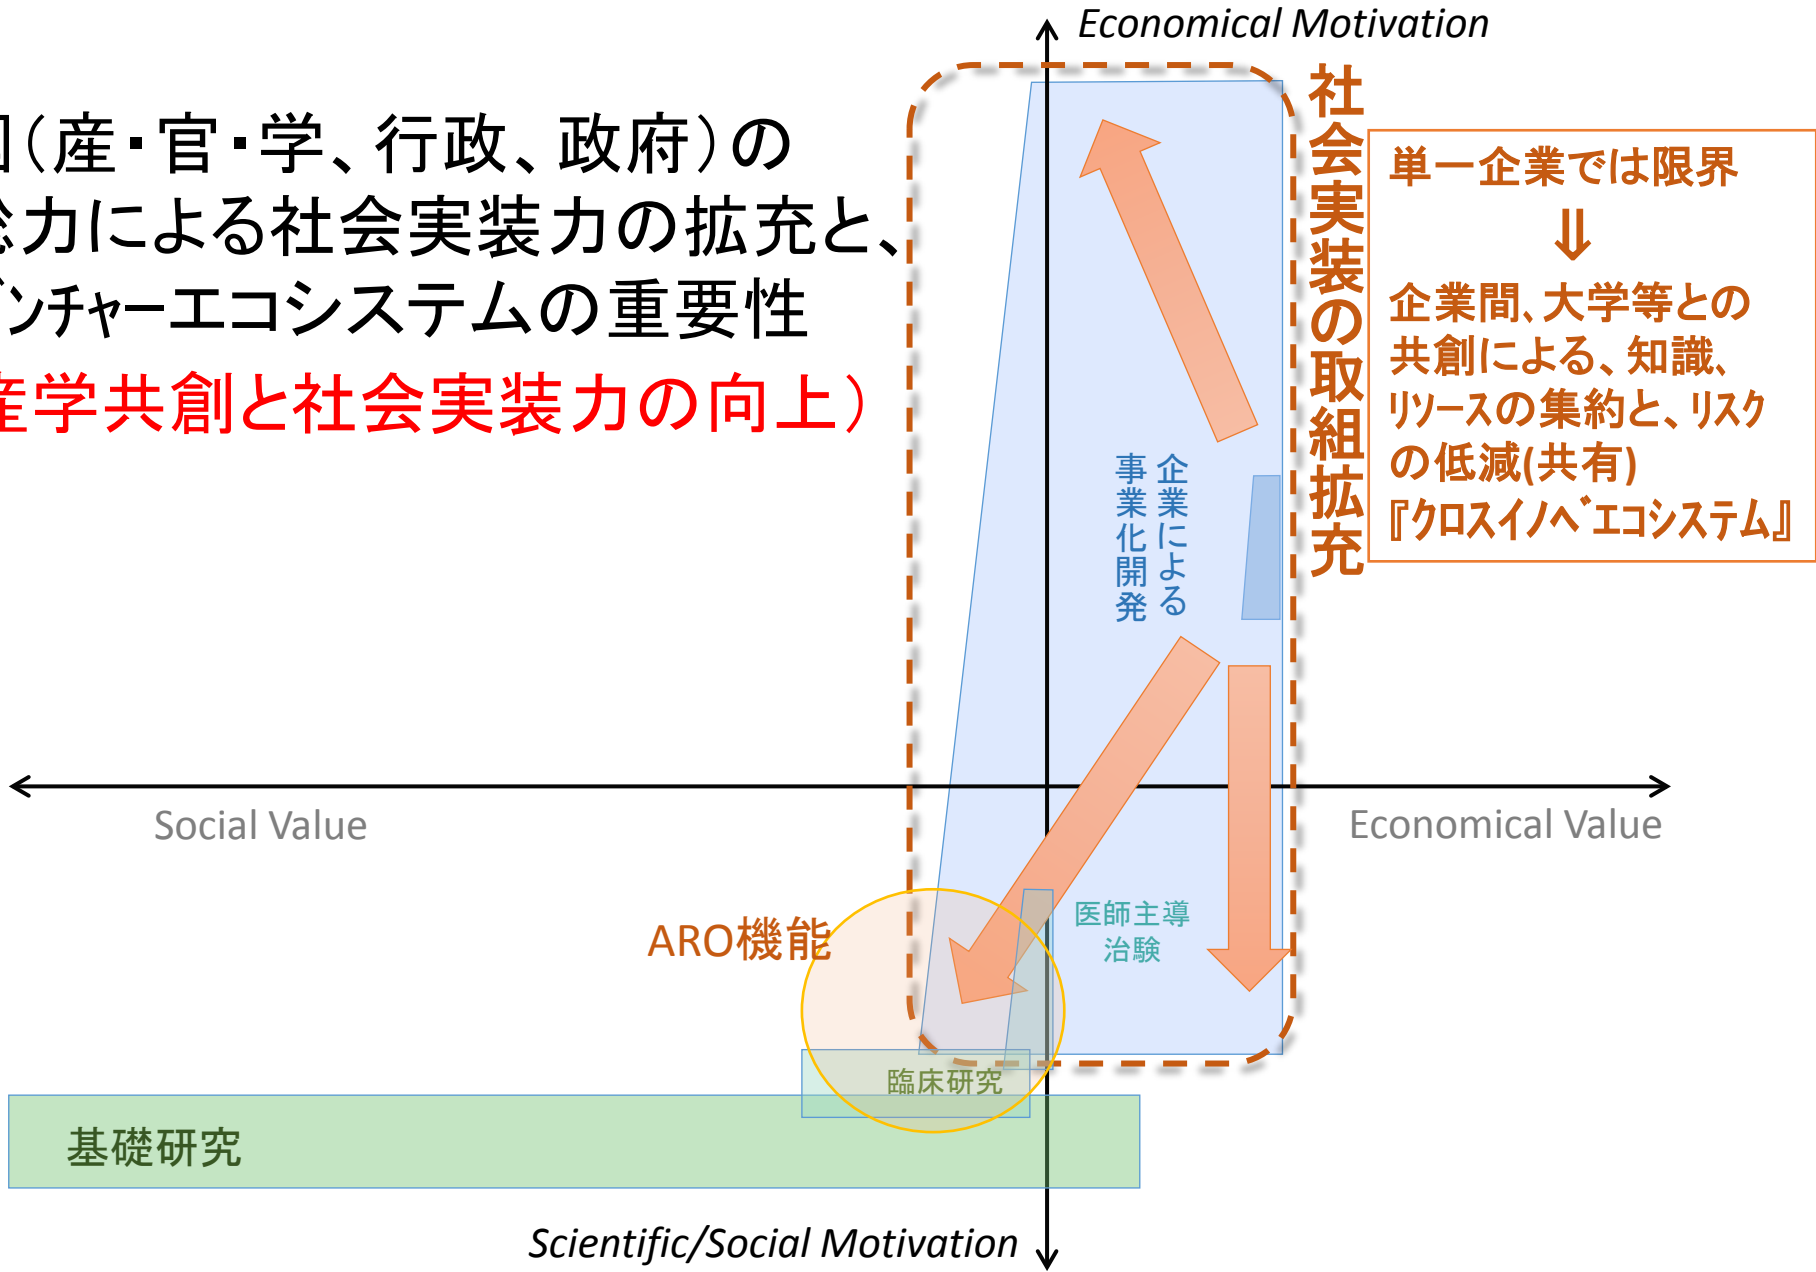 Economical Motivation
（産・官・学、行政、政府）の
力による社会実装力の拡充と、
ンチャーエコシステムの重要性
産学共創と社会実装力の向上）
社会実装の取組拡充
単一企業では限界
⇓
企業間、大学等との
共創による、知識、
リソースの集約と、リスク
の低減(共有)
『クロスイノベエコシステム』
企業による
事業化開発
Social Value
Economical Value
ARO機能
医師主導
治験
臨床研究
基礎研究
Scientific/Social Motivation